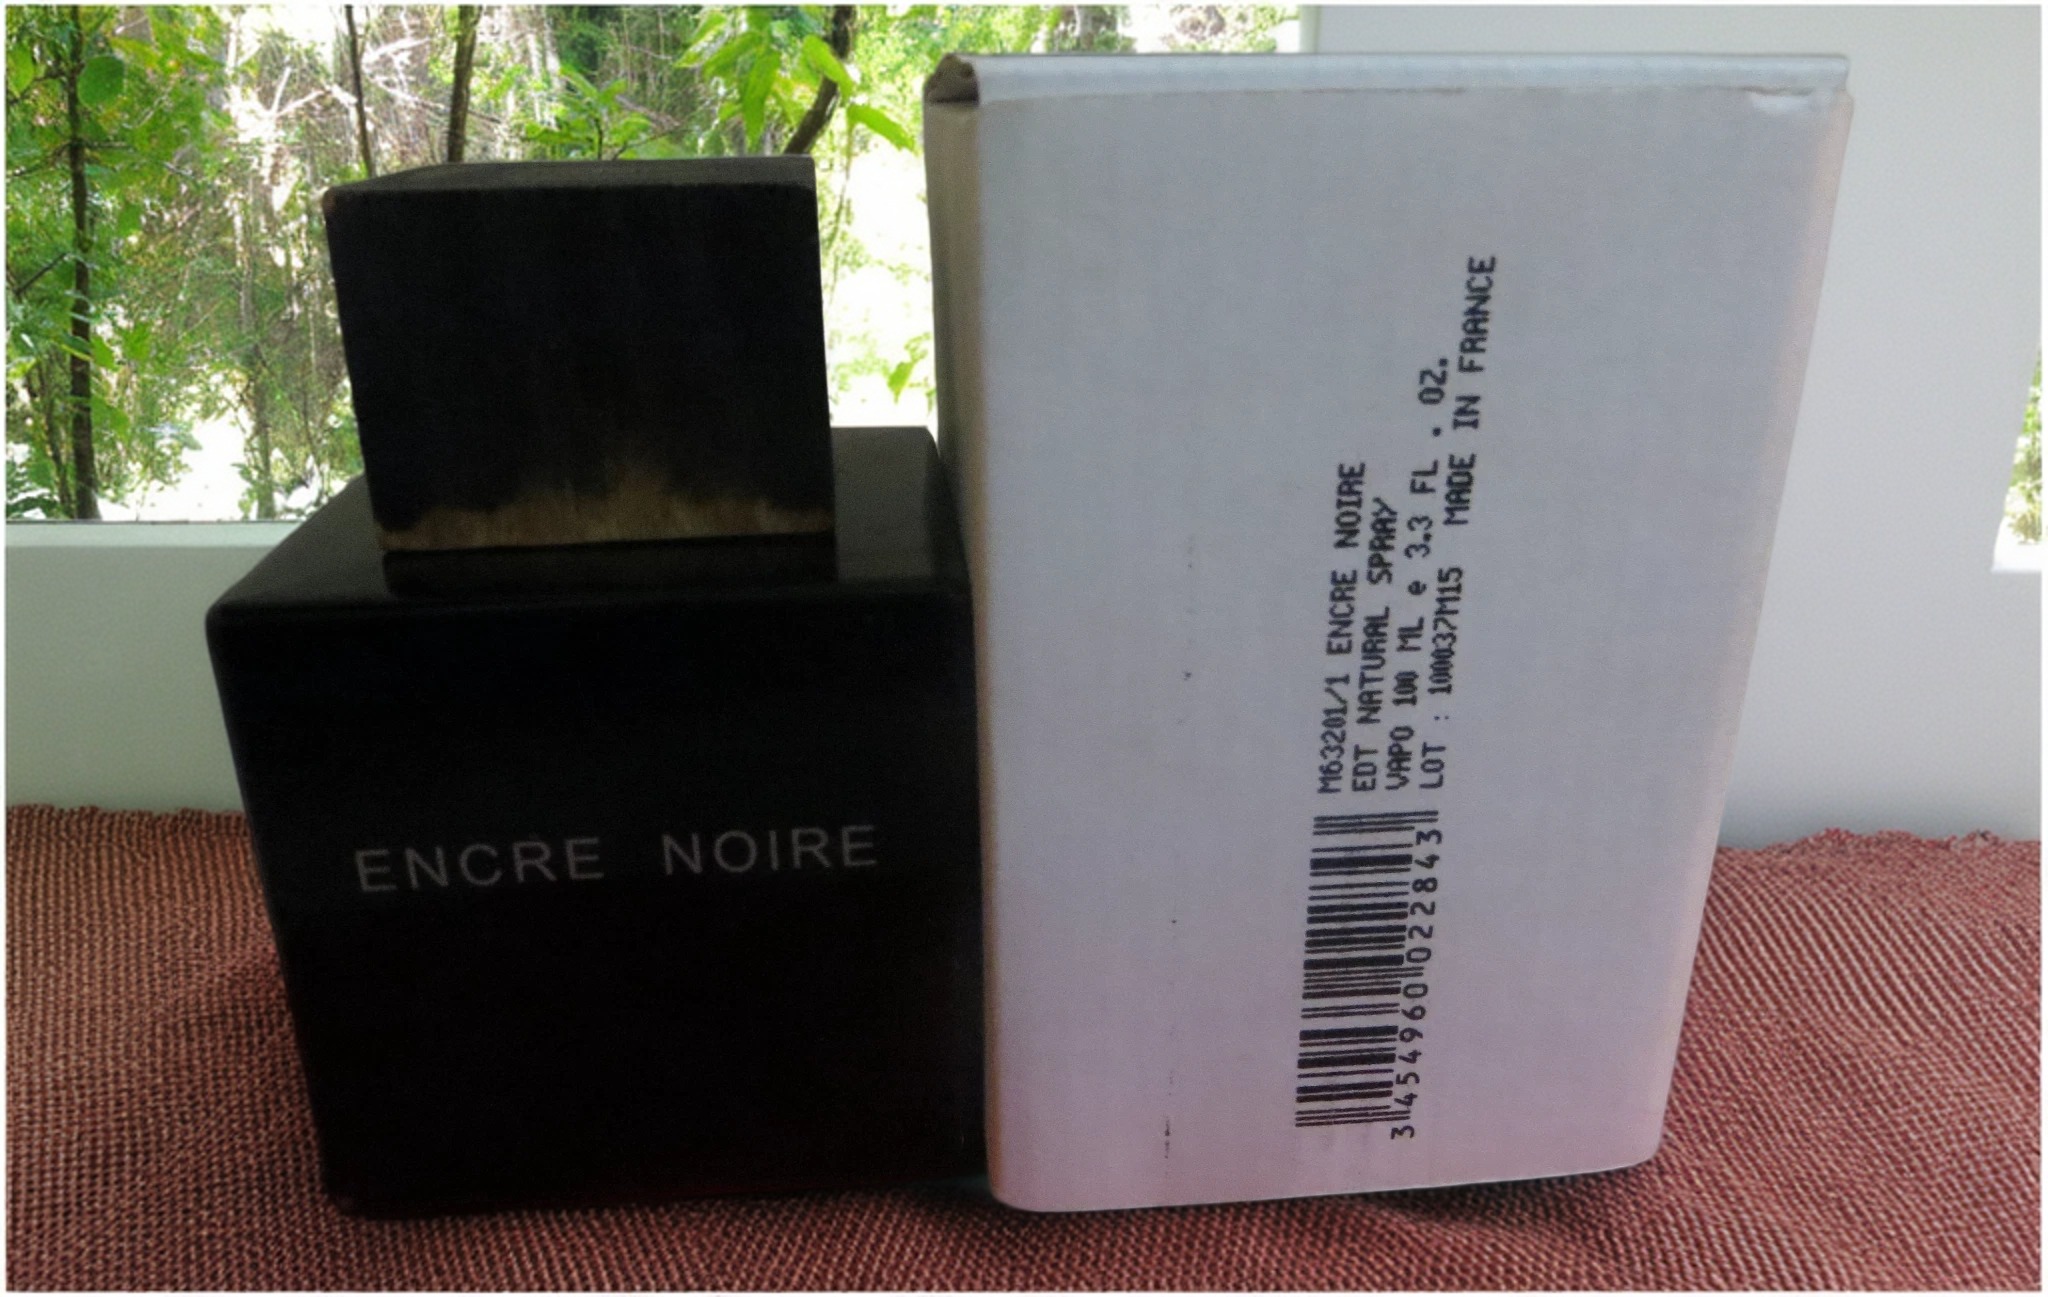 ENCRE NOIRE
M63201/1 ENCRE NOIRE
EDT NATURAL SPRAY
VAPO 100 ML e 3.3 FL . OZ.
LOT : 100037M15 MADE IN FRANCE
3 454960 022843